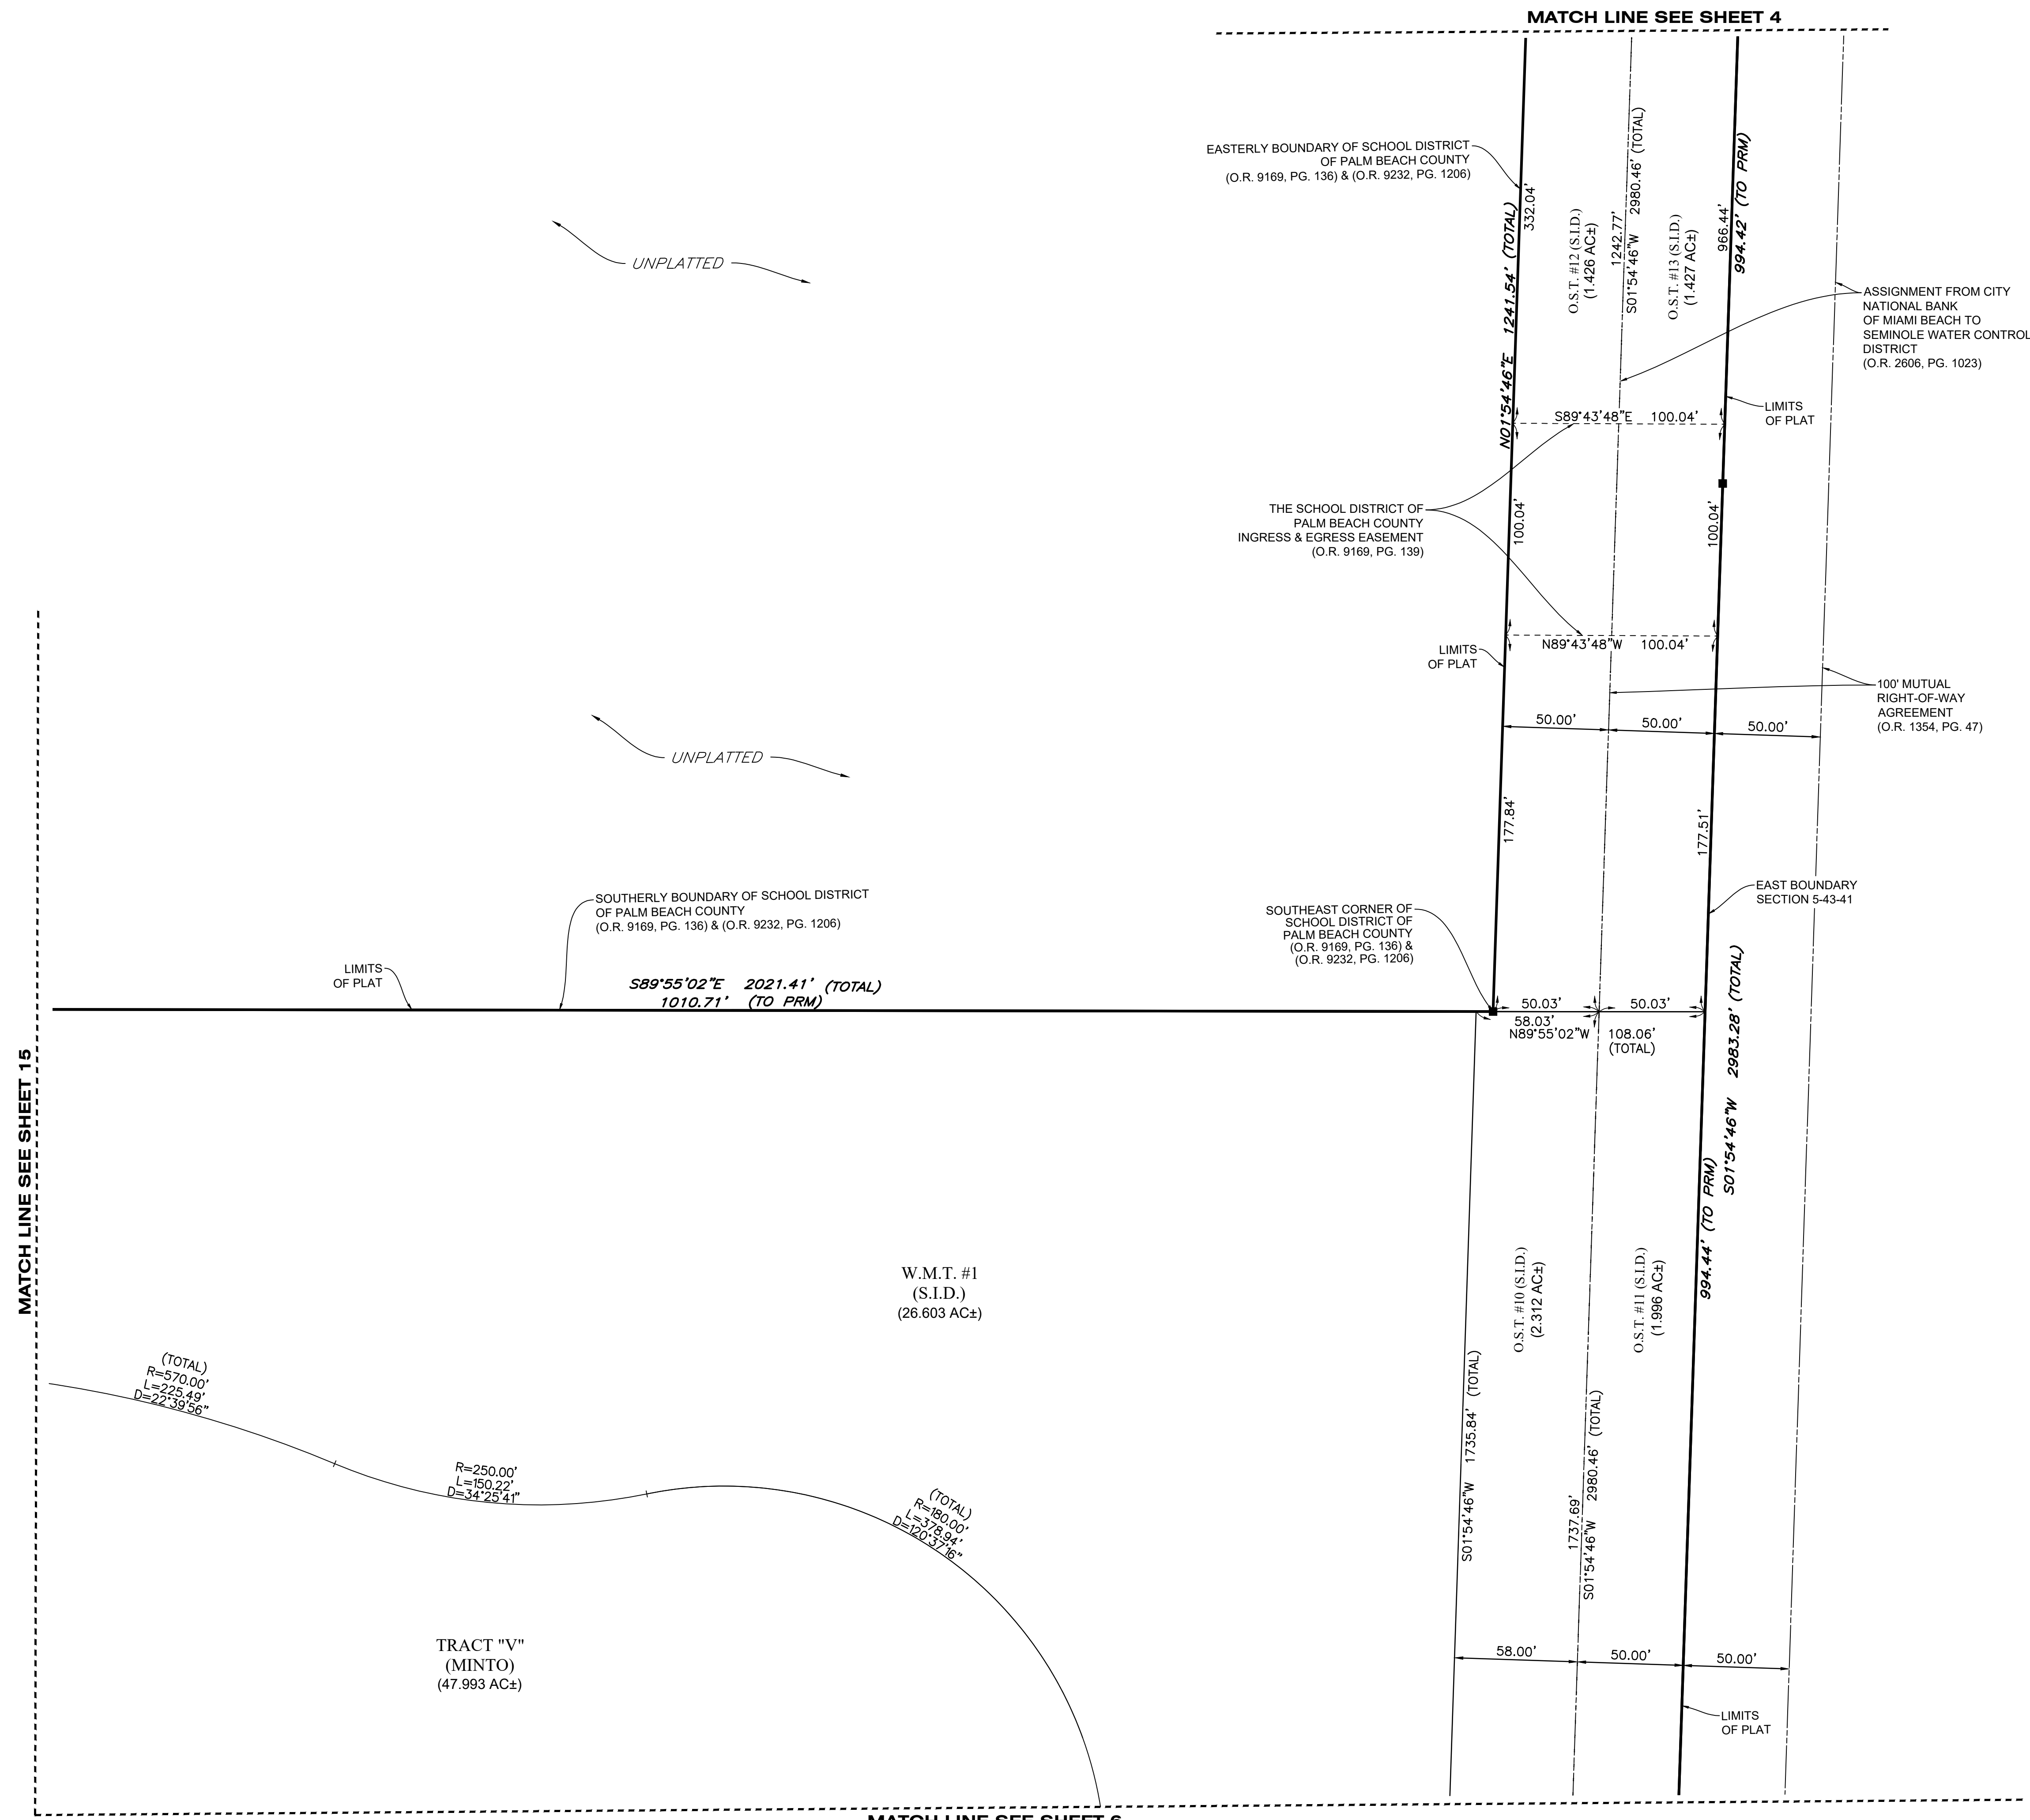 MATCH LINE SEE SHEET 4
EASTERLY BOUNDARY OF SCHOOL DISTRICT
OF PALM BEACH COUNTY
(O.R. 9169, PG. 136) & (O.R. 9232, PG. 1206)
332.04'
N01°54'46"E 1241.54' (TOTAL)
O.S.T. #12 (S.I.D.)
(1.426 AC±)
1242.77'
S01°54'46"W 2980.46' (TOTAL)
O.S.T. #13 (S.I.D.)
(1.427 AC±)
966.44'
994.42' (TO PRM)
UNPLATTED
ASSIGNMENT FROM CITY
NATIONAL BANK
OF MIAMI BEACH TO
SEMINOLE WATER CONTROL
DISTRICT
(O.R. 2606, PG. 1023)
LIMITS
OF PLAT
S89°43'48"E 100.04'
THE SCHOOL DISTRICT OF
PALM BEACH COUNTY
INGRESS & EGRESS EASEMENT
(O.R. 9169, PG. 139)
100.04'
100.04'
N89°43'48"W 100.04'
LIMITS
OF PLAT
100' MUTUAL
RIGHT-OF-WAY
AGREEMENT
(O.R. 1354, PG. 47)
50.00'
50.00'
50.00'
UNPLATTED
177.84'
177.51'
EAST BOUNDARY
SECTION 5-43-41
SOUTHERLY BOUNDARY OF SCHOOL DISTRICT
OF PALM BEACH COUNTY
(O.R. 9169, PG. 136) & (O.R. 9232, PG. 1206)
SOUTHEAST CORNER OF
SCHOOL DISTRICT OF
PALM BEACH COUNTY
(O.R. 9169, PG. 136) &
(O.R. 9232, PG. 1206)
LIMITS
OF PLAT
S89°55'02"E 2021.41' (TOTAL)
1010.71' (TO PRM)
50.03'
50.03'
58.03'
N89°55'02"W 108.06'
(TOTAL)
S01°54'46"W 2983.28' (TOTAL)
994.44' (TO PRM)
MATCH LINE SEE SHEET 15
W.M.T. #1
(S.I.D.)
(26.603 AC±)
O.S.T. #10 (S.I.D.)
(2.312 AC±)
O.S.T. #11 (S.I.D.)
(1.996 AC±)
(TOTAL)
R=570.00'
L=225.49'
D=22°39'56"
R=250.00'
L=150.22'
D=34°25'41"
(TOTAL)
R=180.00'
L=378.94'
D=120°37'16"
S01°54'46"W 1735.84' (TOTAL)
1737.69'
S01°54'46"W 2980.46' (TOTAL)
TRACT "V"
(MINTO)
(47.993 AC±)
58.00'
50.00'
50.00'
LIMITS
OF PLAT
MATCH LINE SEE SHEET 6